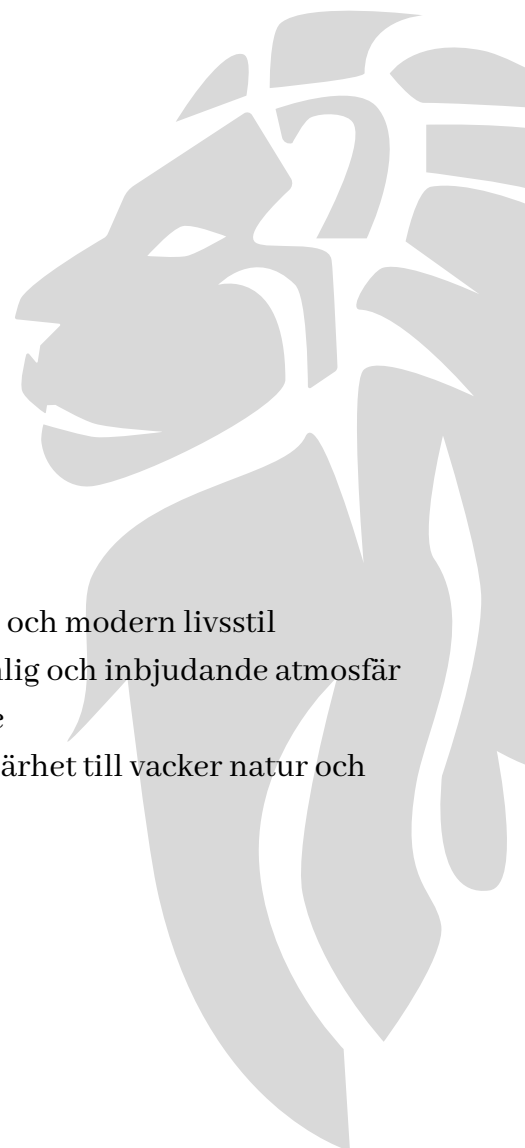 och modern livsstil
lig och inbjudande atmosfär
ärhet till vacker natur och